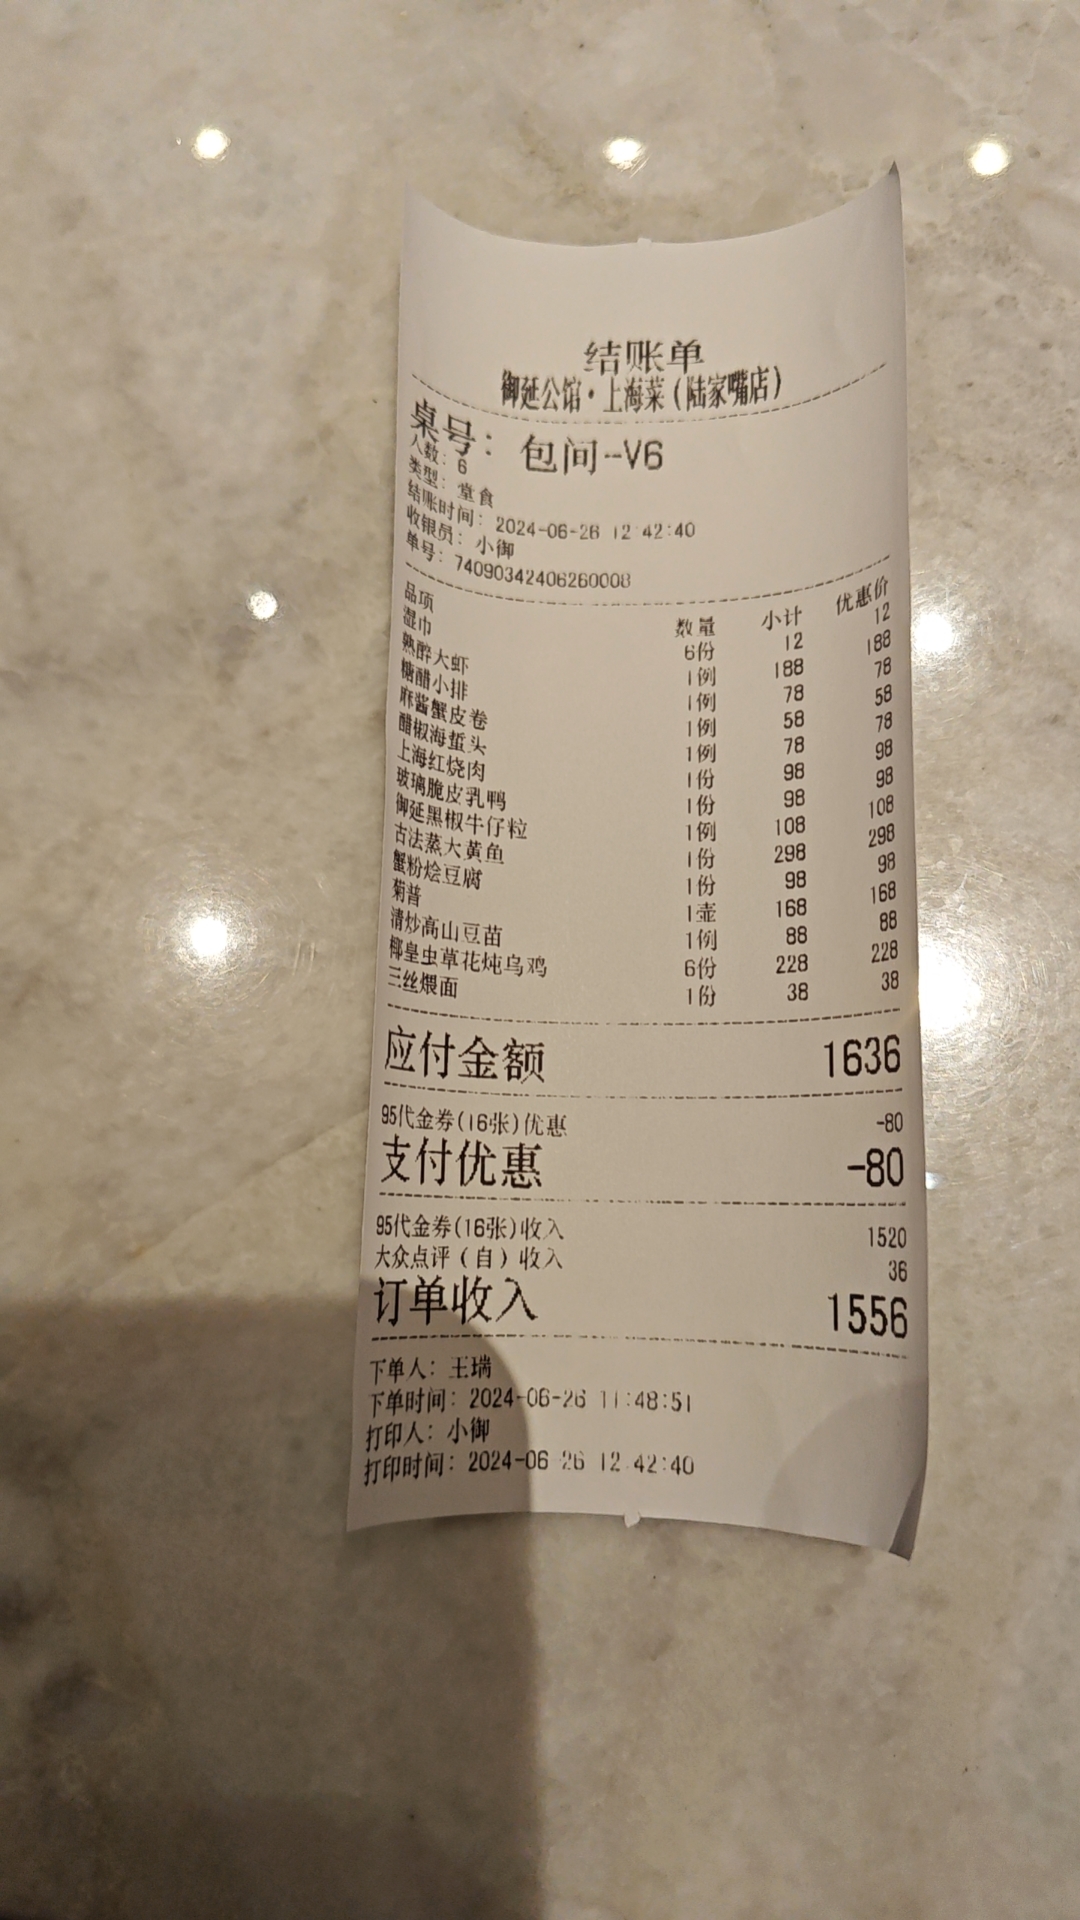 结账单
御延公馆·上海菜(陆家嘴店)
桌号: 包间-V6
人数: 6
类型: 堂食
结账时间: 2024-06-26 12:42:40
收银员: 小御
单号: 74090342406260008
品项 数量 小计 优惠价
湿巾 6份 12 12
熟醉大虾 1例 188 188
糖醋小排 1例 78 78
麻酱蟹皮卷 1例 58 58
醋椒海蜇头 1例 78 78
上海红烧肉 1份 98 98
玻璃脆皮乳鸭 1份 98 98
御延黑椒牛仔粒 1例 108 108
古法蒸大黄鱼 1份 298 298
蟹粉烩豆腐 1份 98 98
菊普 1壶 168 168
清炒高山豆苗 1例 88 88
椰皇虫草花炖乌鸡 6份 228 228
三丝煨面 1份 38 38
应付金额 1636
95代金券(16张)优惠 -80
支付优惠 -80
95代金券(16张)收入 1520
大众点评(自)收入 36
订单收入 1556
下单人: 王瑞
下单时间: 2024-06-26 11:48:51
打印人: 小御
打印时间: 2024-06-26 12:42:40